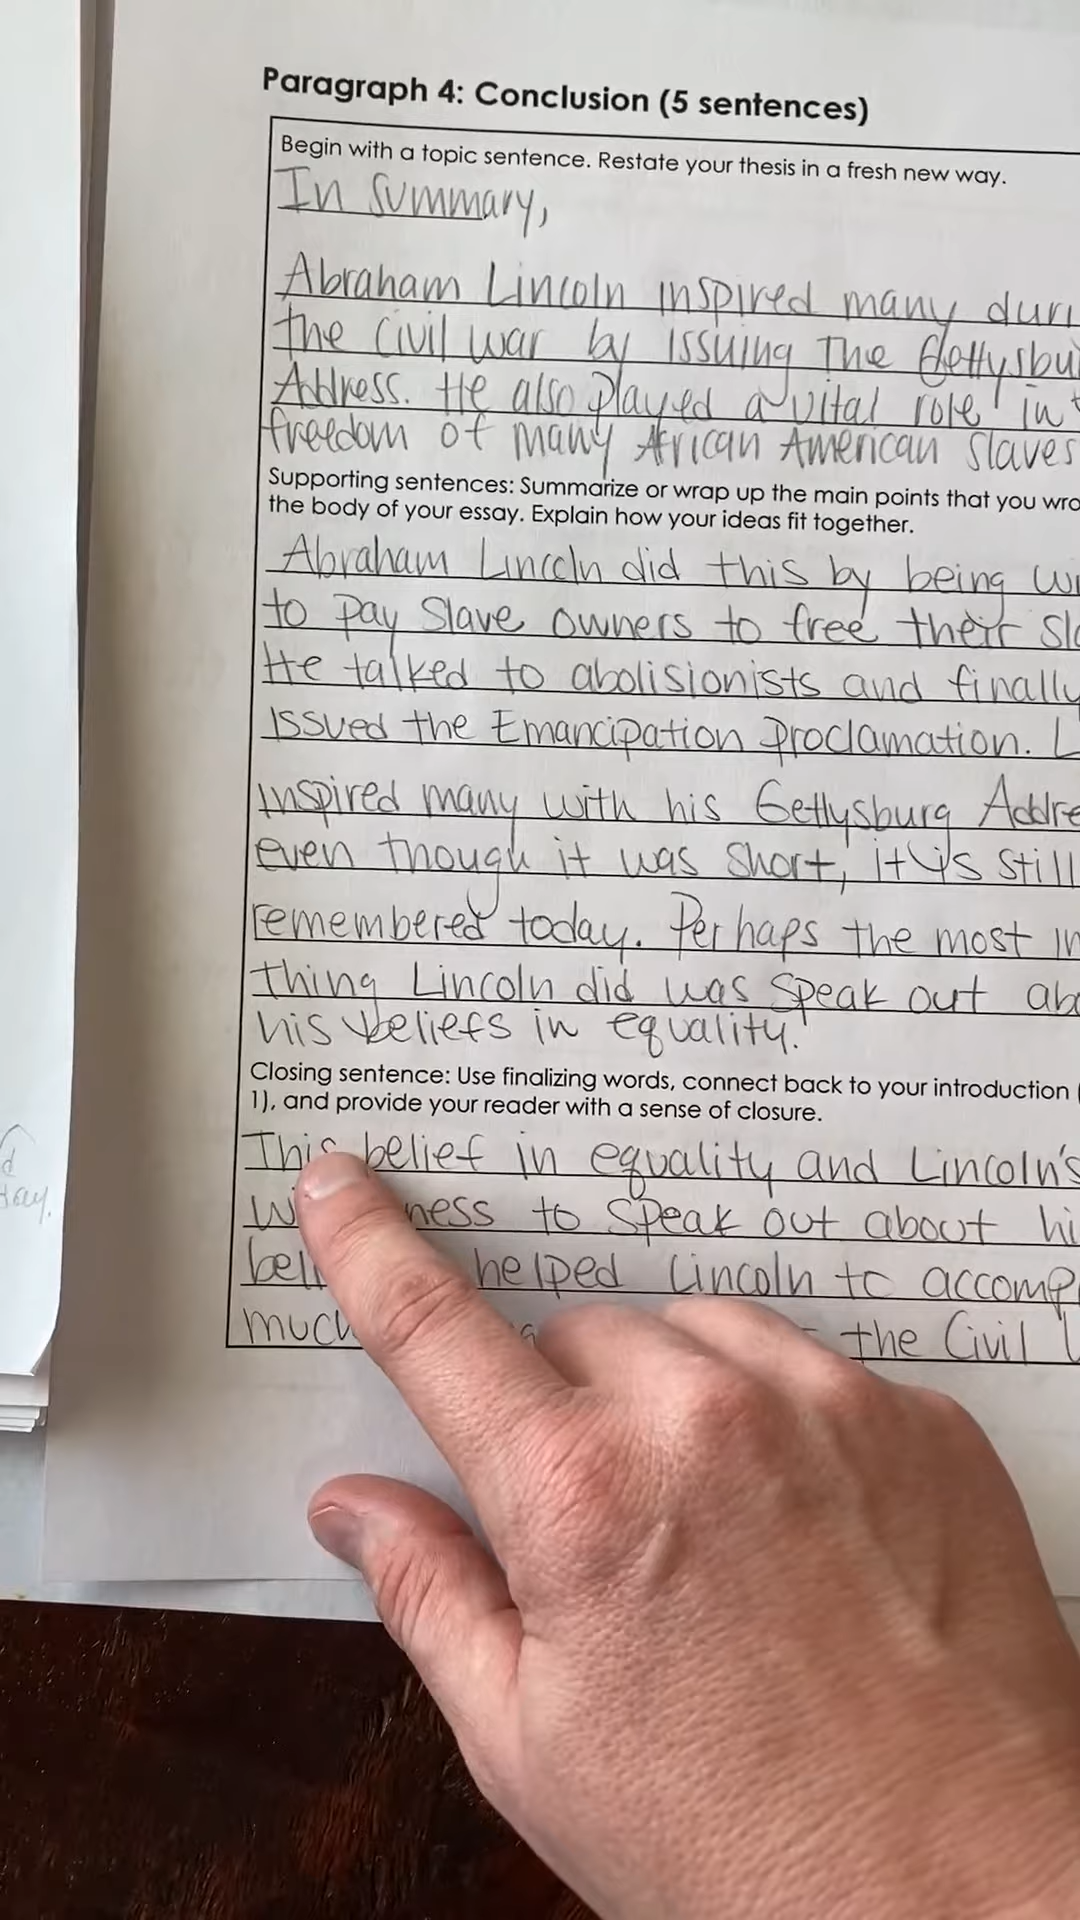 Paragraph 4: Conclusion (5 sentences)
Begin with a topic sentence. Restate your thesis in a fresh new way.
In summary,
Abraham Lincoln inspired many
the Civil war by issuing The
Address. He also played a vital role in
freedom of many African American slaves
Supporting sentences: Summarize or wrap up the main points that you
the body of your essay. Explain how your ideas fit together.
Abraham Lincoln did this by being
to pay slave owners to free their
He talked to abolisionists and finally
issued the Emancipation Proclamation.
inspired many with his Gettysburg
even though it was short, it is still
remembered today. Perhaps the most
thing Lincoln did was speak out
his beliefs in equality.
Closing sentence: Use finalizing words, connect back to your introduction
1), and provide your reader with a sense of closure.
This belief in equality and Lincoln's
to speak out about
helped Lincoln to
the Civil